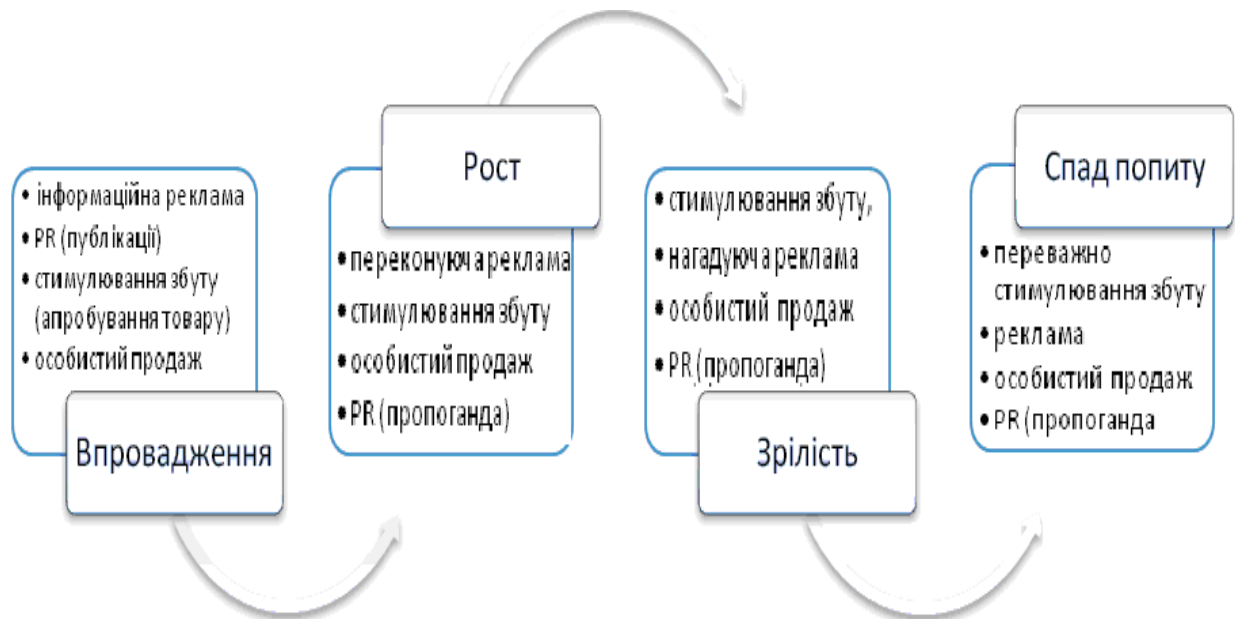 • інформаційна реклама
• PR (публікації)
• стимулювання збуту
(апробування товару)
• особистий продаж
Впровадження
Рост
• переконуюча реклама
• стимулювання збуту
• особистий продаж
• PR (пропоганда)
• стимулювання збуту,
• нагадуюча реклама
• особистий продаж
• PR (пропоганда)
Зрілість
Спад попиту
• переважно
стимулювання збуту
• реклама
• особистий продаж
• PR (пропоганда